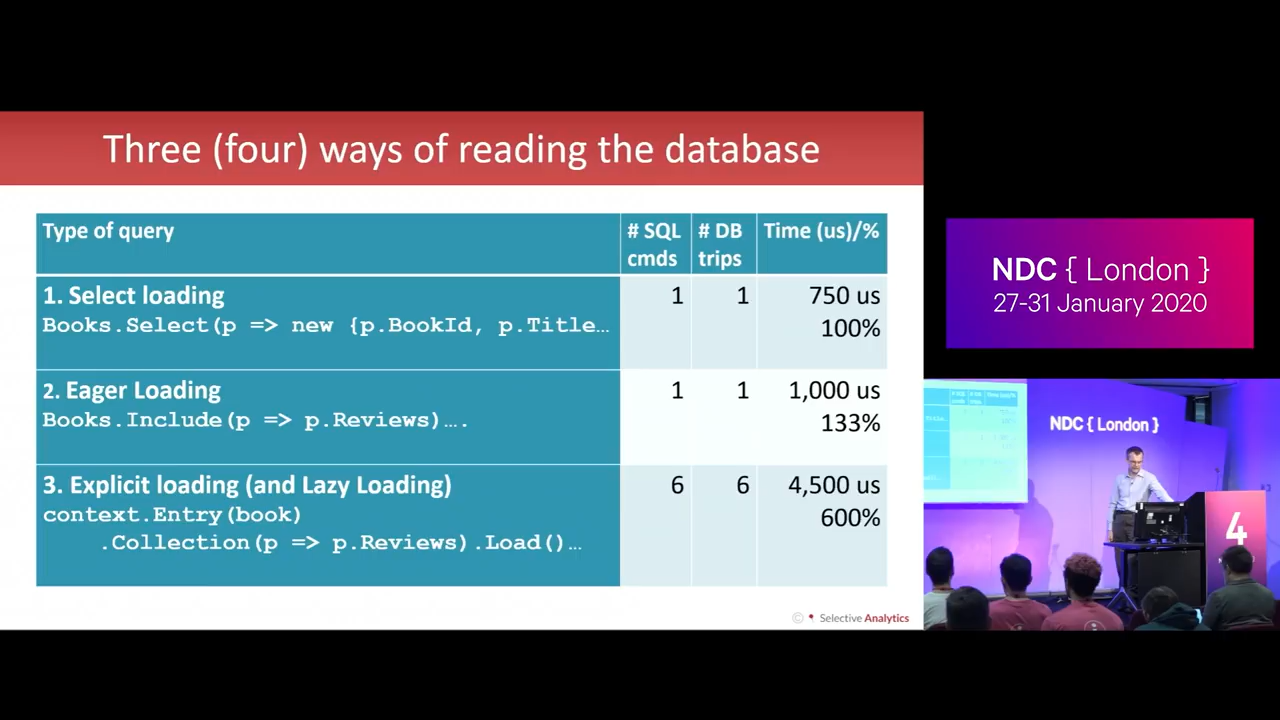 Three (four) ways of reading the database
Type of query
# SQL cmds
# DB trips
Time (us)/%
1. Select loading
Books.Select(p => new {p.BookId, p.Title…
1
1
750 us
100%
2. Eager Loading
Books.Include(p => p.Reviews)….
1
1
1,000 us
133%
3. Explicit loading (and Lazy Loading)
context.Entry(book)
.Collection(p => p.Reviews).Load()…
6
6
4,500 us
600%
© Selective Analytics
NDC { London }
27-31 January 2020
NDC { London }
4